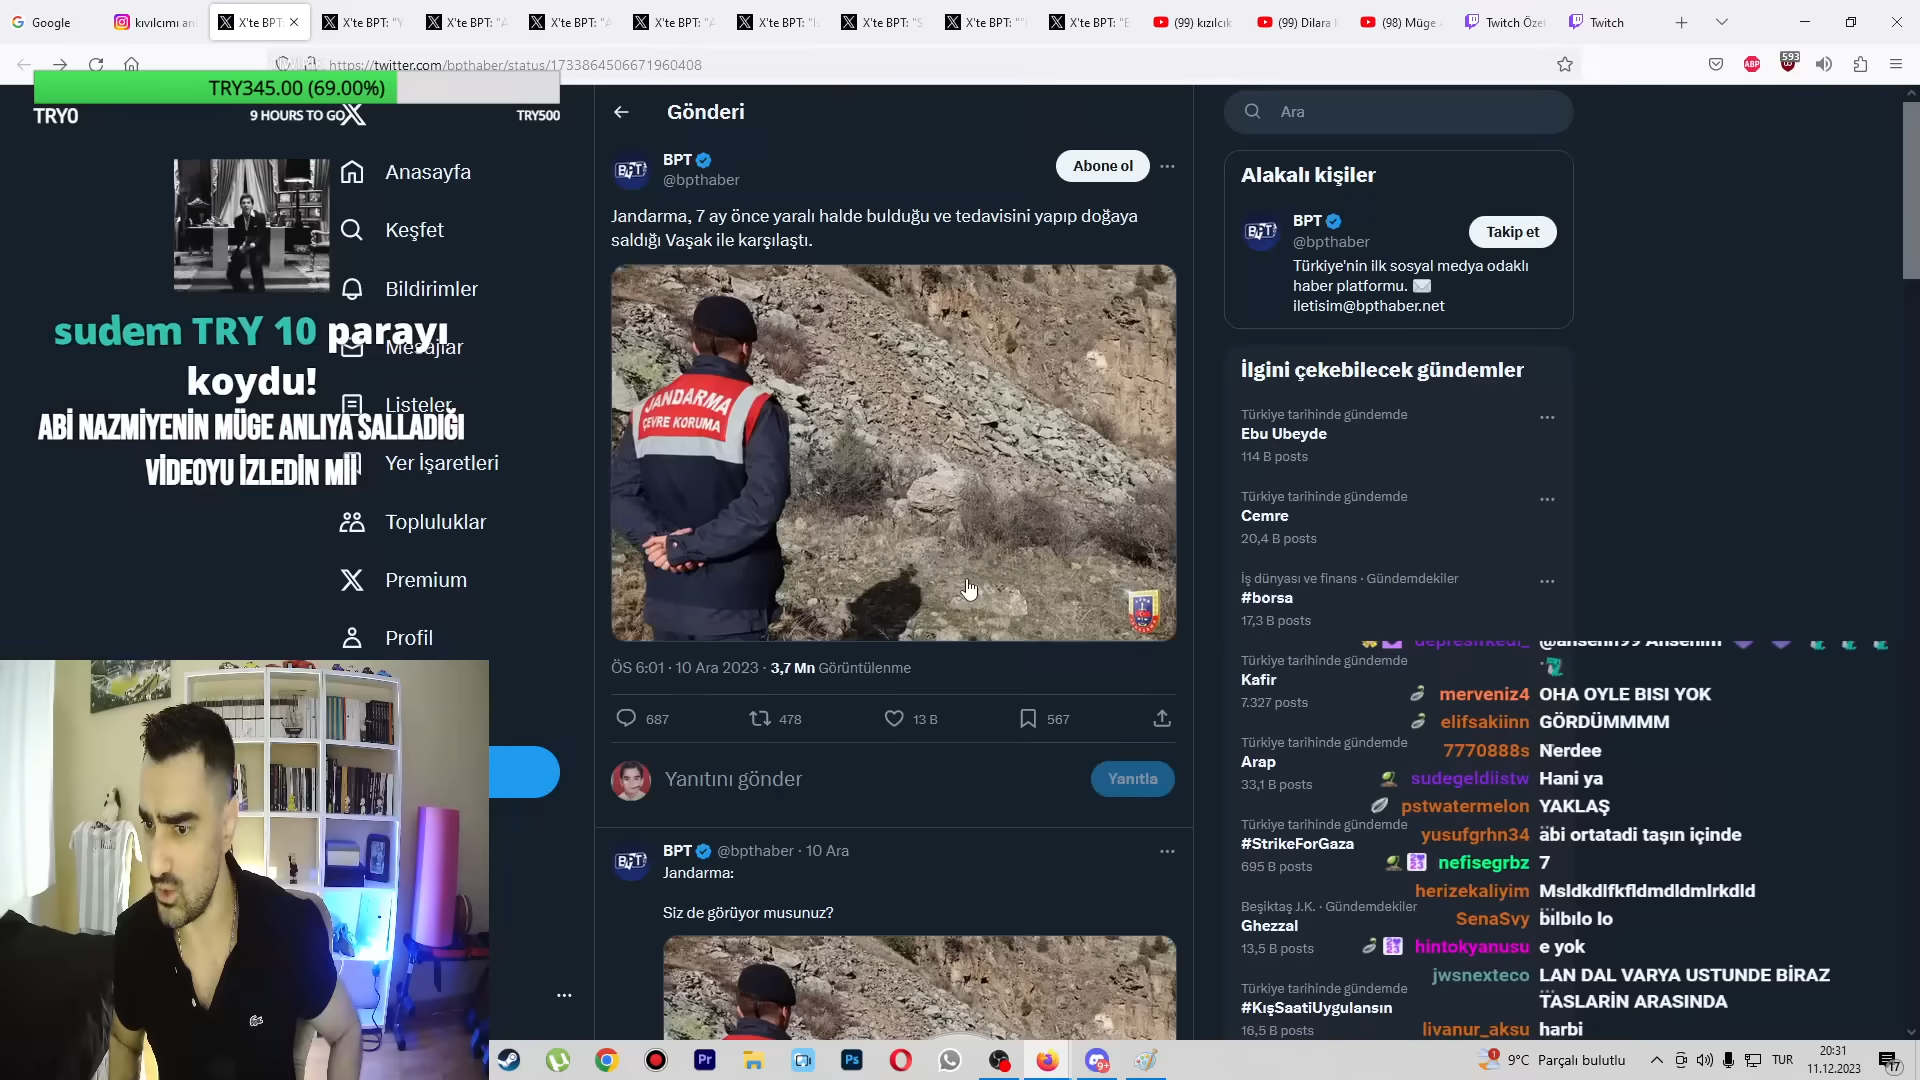 Google
kıvılcımı an
X'te BPT:
X'te BPT: "Y
X'te BPT: "A
X'te BPT: "A
X'te BPT: "A
X'te BPT: "
X'te BPT: "S
X'te BPT: ""
X'te BPT: "E
(99) kızılcık
(99) Dilara
(98) Müge
Twitch Öze
Twitch
https://twitter.com/bpthaber/status/1733864506671960408
ABP
593
TRY345.00 (69.00%)
TRY0
9 HOURS TO GO
TRY500
sudem TRY 10 parayı
koydu!
ABİ NAZMİYENİN MÜGE ANLIYA SALLADIĞI
VİDEOYU İZLEDİN Mİİ
Anasayfa
Keşfet
Bildirimler
Mesajlar
Listeler
Yer İşaretleri
Topluluklar
Premium
Profil
Gönderi
BPT
@bpthaber
Abone ol
Jandarma, 7 ay önce yaralı halde bulduğu ve tedavisini yapıp doğaya
saldığı Vaşak ile karşılaştı.
JANDARMA
ÇEVRE KORUMA
ÖS 6:01 · 10 Ara 2023 · 3,7 Mn Görüntülenme
687
478
13 B
567
Yanıtını gönder
Yanıtla
BPT @bpthaber · 10 Ara
Jandarma:
Siz de görüyor musunuz?
Ara
Alakalı kişiler
BPT
@bpthaber
Takip et
Türkiye'nin ilk sosyal medya odaklı
haber platformu.
iletisim@bpthaber.net
İlgini çekebilecek gündemler
Türkiye tarihinde gündemde
Ebu Ubeyde
114 B posts
Türkiye tarihinde gündemde
Cemre
20,4 B posts
İş dünyası ve finans · Gündemdekiler
#borsa
17,3 B posts
Türkiye tarihinde gündemde
Kafir
7.327 posts
Türkiye tarihinde gündemde
Arap
33,1 B posts
Türkiye tarihinde gündemde
#StrikeForGaza
695 B posts
Beşiktaş J.K. · Gündemdekiler
Ghezzal
13,5 B posts
Türkiye tarihinde gündemde
#KışSaatiUygulansın
16,5 B posts
merveniz4 OHA OYLE BISI YOK
elifsakiinn GÖRDÜMMMM
7770888s Nerdee
sudegeldiistw Hani ya
pstwatermelon YAKLAŞ
yusufgrhn34 abi ortatadi taşın içinde
nefisegrbz 7
herizekaliyim Msldkdlfkfldmdldmlrkdld
SenaSvy bilbılo lo
hintokyanusu e yok
jwsnexteco LAN DAL VARYA USTUNDE BİRAZ
TASLARİN ARASINDA
livanur_aksu harbi
Pr
Ps
9+
1
9°C Parçalı bulutlu
TUR
20:31
11.12.2023
17